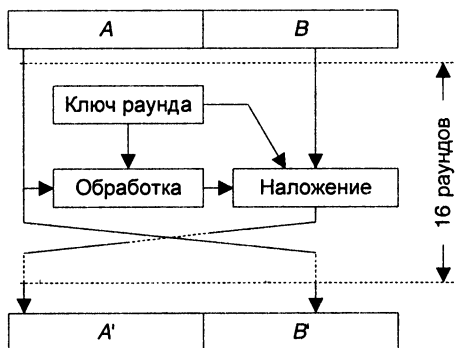 A B
Ключ раунда
Обработка Наложение
16 раундов
A' B'